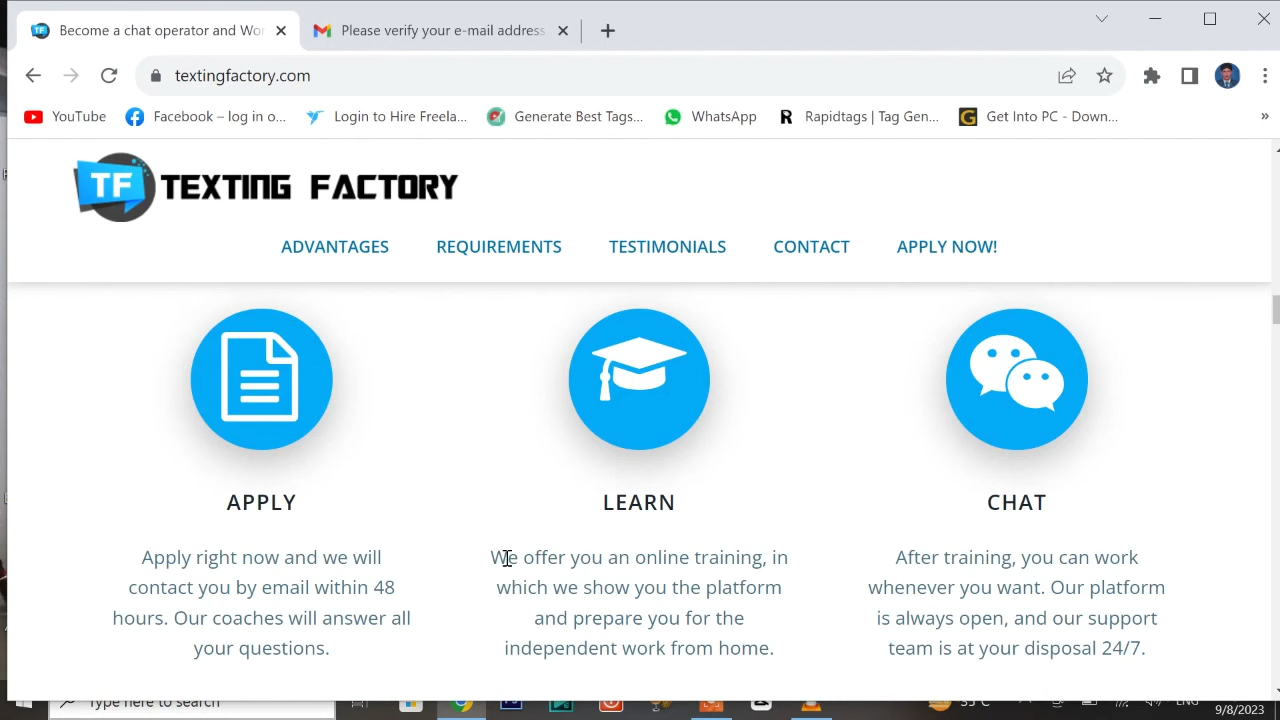 Become a chat operator and Wor
Please verify your e-mail address
textingfactory.com
YouTube
Facebook – log in o...
Login to Hire Freela...
Generate Best Tags...
WhatsApp
Rapidtags | Tag Gen...
Get Into PC - Down...
»
TF TEXTING FACTORY
ADVANTAGES
REQUIREMENTS
TESTIMONIALS
CONTACT
APPLY NOW!
APPLY
Apply right now and we will
contact you by email within 48
hours. Our coaches will answer all
your questions.
LEARN
We offer you an online training, in
which we show you the platform
and prepare you for the
independent work from home.
CHAT
After training, you can work
whenever you want. Our platform
is always open, and our support
team is at your disposal 24/7.
Type here to search
35°C
ENG
9/8/2023